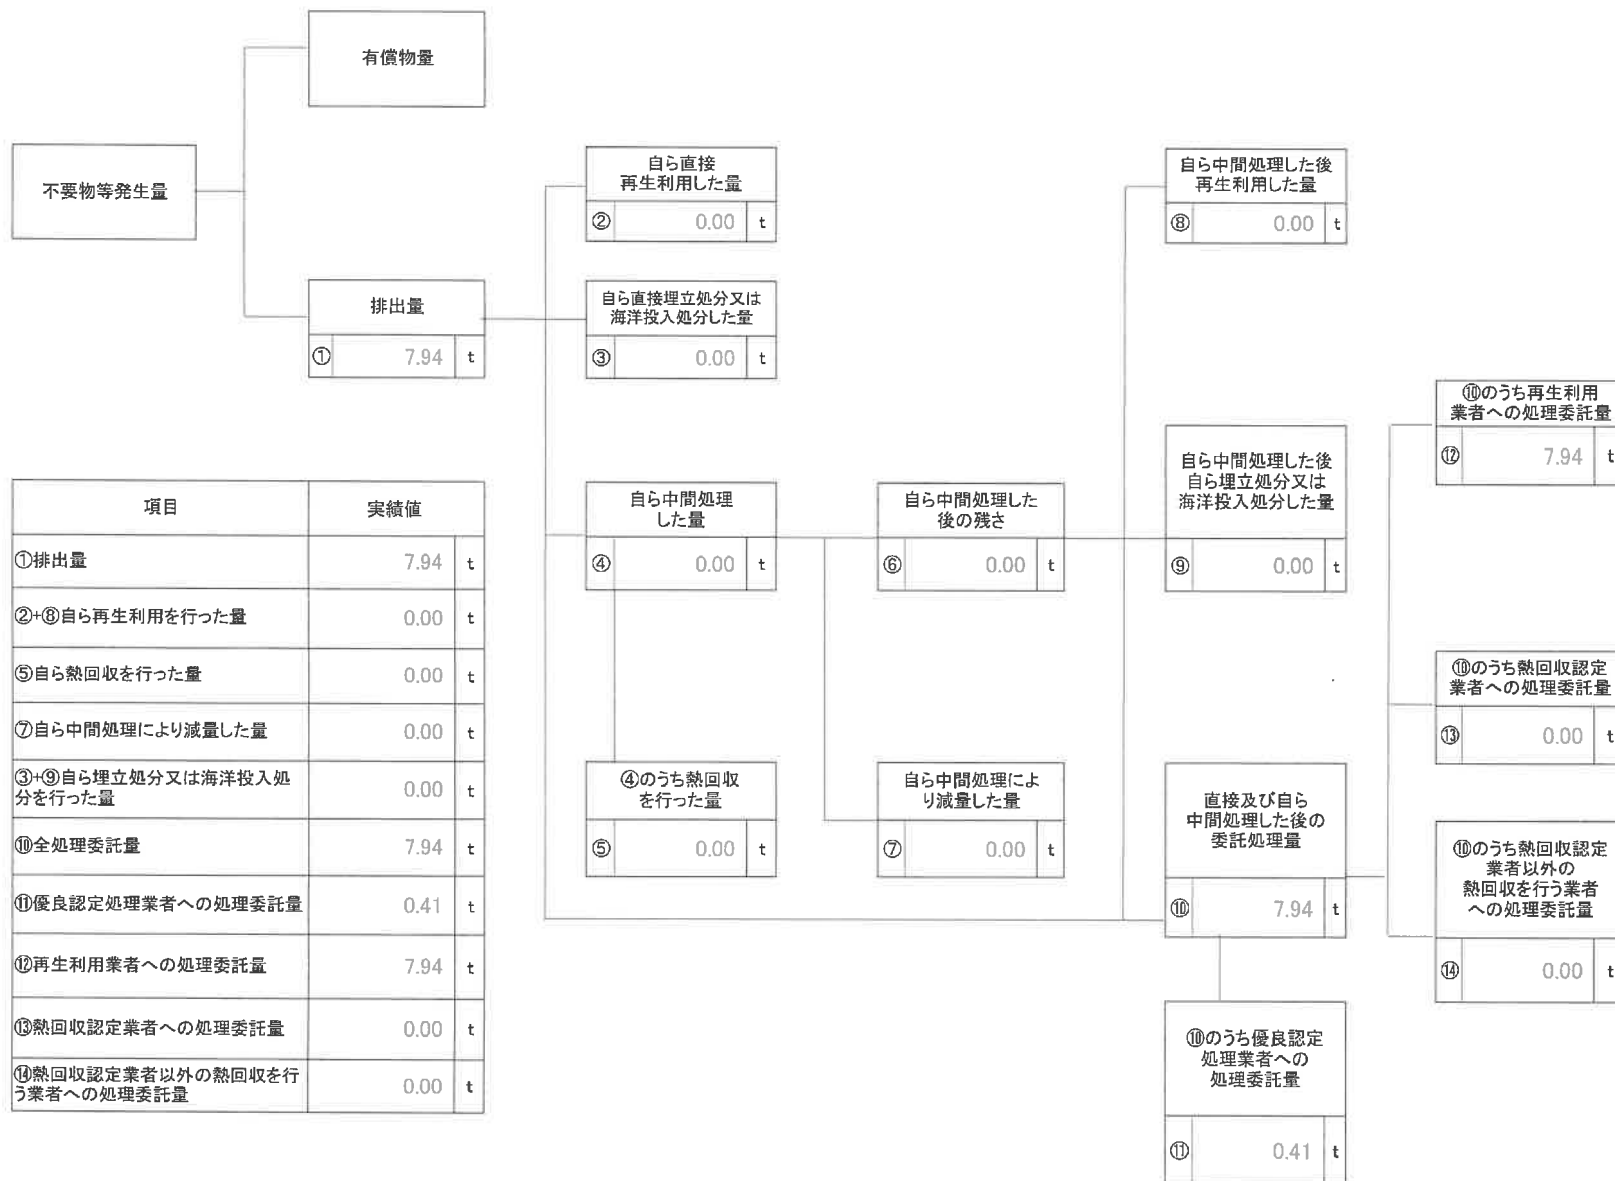 有償物量
不要物等発生量
自ら直接
再生利用した量
② 0.00 t
自ら中間処理した後
再生利用した量
⑧ 0.00 t
排出量
① 7.94 t
自ら直接埋立処分又は
海洋投入処分した量
③ 0.00 t
⑩のうち再生利用
業者への処理委託量
⑫ 7.94 t
項目 実績値
①排出量 7.94 t
②+⑧自ら再生利用を行った量 0.00 t
⑤自ら熱回収を行った量 0.00 t
⑦自ら中間処理により減量した量 0.00 t
③+⑨自ら埋立処分又は海洋投入処
分を行った量 0.00 t
⑩全処理委託量 7.94 t
⑪優良認定処理業者への処理委託量 0.41 t
⑫再生利用業者への処理委託量 7.94 t
⑬熱回収認定業者への処理委託量 0.00 t
⑭熱回収認定業者以外の熱回収を行
う業者への処理委託量 0.00 t
自ら中間処理
した量
④ 0.00 t
自ら中間処理した
後の残さ
⑥ 0.00 t
自ら中間処理した後
自ら埋立処分又は
海洋投入処分した量
⑨ 0.00 t
⑩のうち熱回収認定
業者への処理委託量
⑬ 0.00 t
④のうち熱回収
を行った量
⑤ 0.00 t
自ら中間処理によ
り減量した量
⑦ 0.00 t
直接及び自ら
中間処理した後の
委託処理量
⑩ 7.94 t
⑩のうち熱回収認定
業者以外の
熱回収を行う業者
への処理委託量
⑭ 0.00 t
⑩のうち優良認定
処理業者への
処理委託量
⑪ 0.41 t